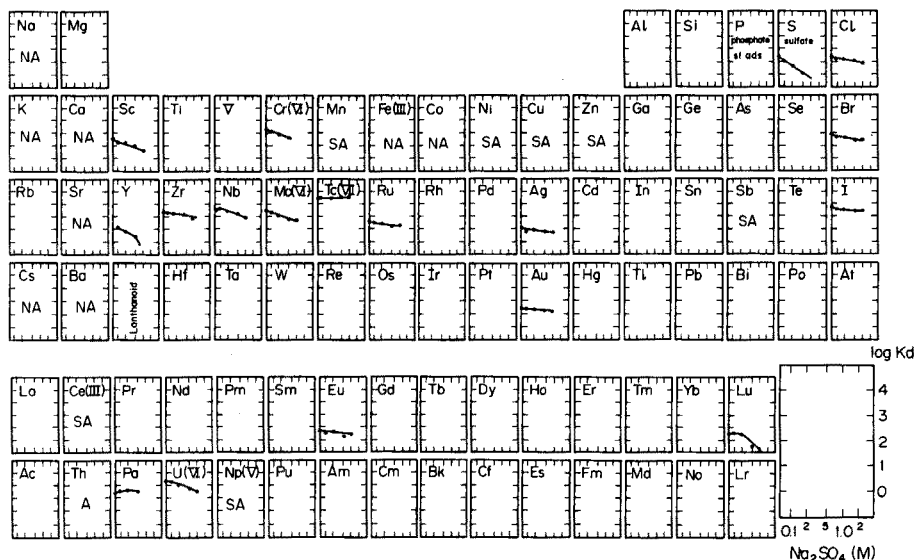 Na Mg Al Si P S Cl
phosphate sulfate
NA sl ads
K Ca Sc Ti V Cr(VI) Mn Fe(III) Co Ni Cu Zn Ga Ge As Se Br
NA NA SA NA NA SA SA SA
Rb Sr Y Zr Nb Mo(VI) Tc(VII) Ru Rh Pd Ag Cd In Sn Sb Te I
NA SA
Cs Ba Lanthanoid Hf Ta W Re Os Ir Pt Au Hg Tl Pb Bi Po At
NA NA
log Kd
La Ce(III) Pr Nd Pm Sm Eu Gd Tb Dy Ho Er Tm Yb Lu
SA
4
3
2
Ac Th Pa U(VI) Np(V) Pu Am Cm Bk Cf Es Fm Md No Lr
A SA
1
0
0.1 2 5 1.0 2
Na2SO4 (M)